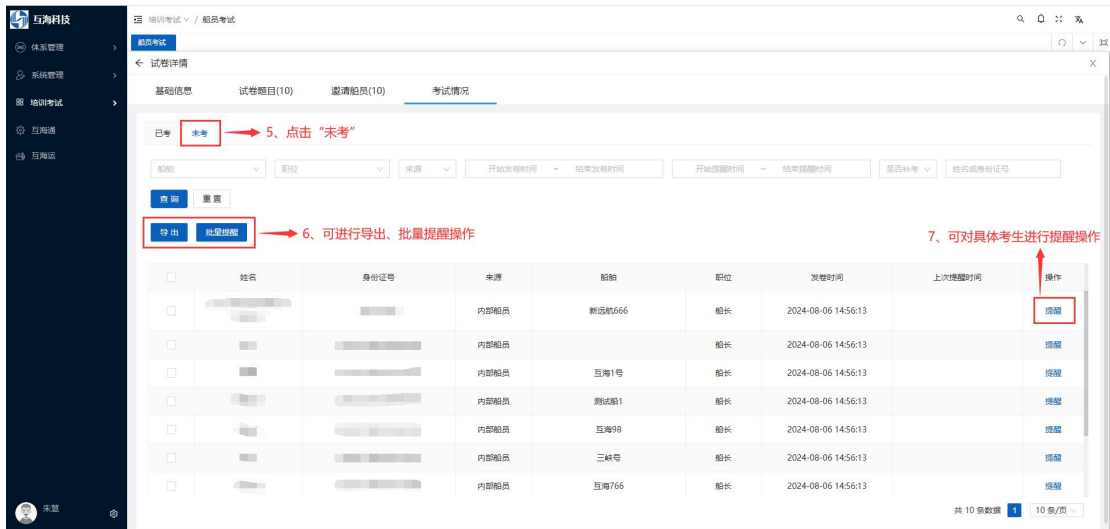 互海科技
培训考试 / 船员考试
体系管理
系统管理
培训考试
互海通
互海运
船员考试
← 试卷详情
基础信息 试卷题目(10) 邀请船员(10) 考试情况
已考 未考 5、点击“未考”
船舶 职位 来源 开始发卷时间 ~ 结束发卷时间 开始提醒时间 ~ 结束提醒时间 是否补考 姓名或身份证号
查询 重置
导出 批量提醒 6、可进行导出、批量提醒操作
7、可对具体考生进行提醒操作
姓名 身份证号 来源 船舶 职位 发卷时间 上次提醒时间 操作
内部船员 新远航666 船长 2024-08-06 14:56:13 提醒
内部船员 船长 2024-08-06 14:56:13 提醒
内部船员 互海1号 船长 2024-08-06 14:56:13 提醒
内部船员 测试船1 船长 2024-08-06 14:56:13 提醒
内部船员 互海98 船长 2024-08-06 14:56:13 提醒
内部船员 三峡号 船长 2024-08-06 14:56:13 提醒
内部船员 互海766 船长 2024-08-06 14:56:13 提醒
共 10 条数据 1 10 条/页
朱慧